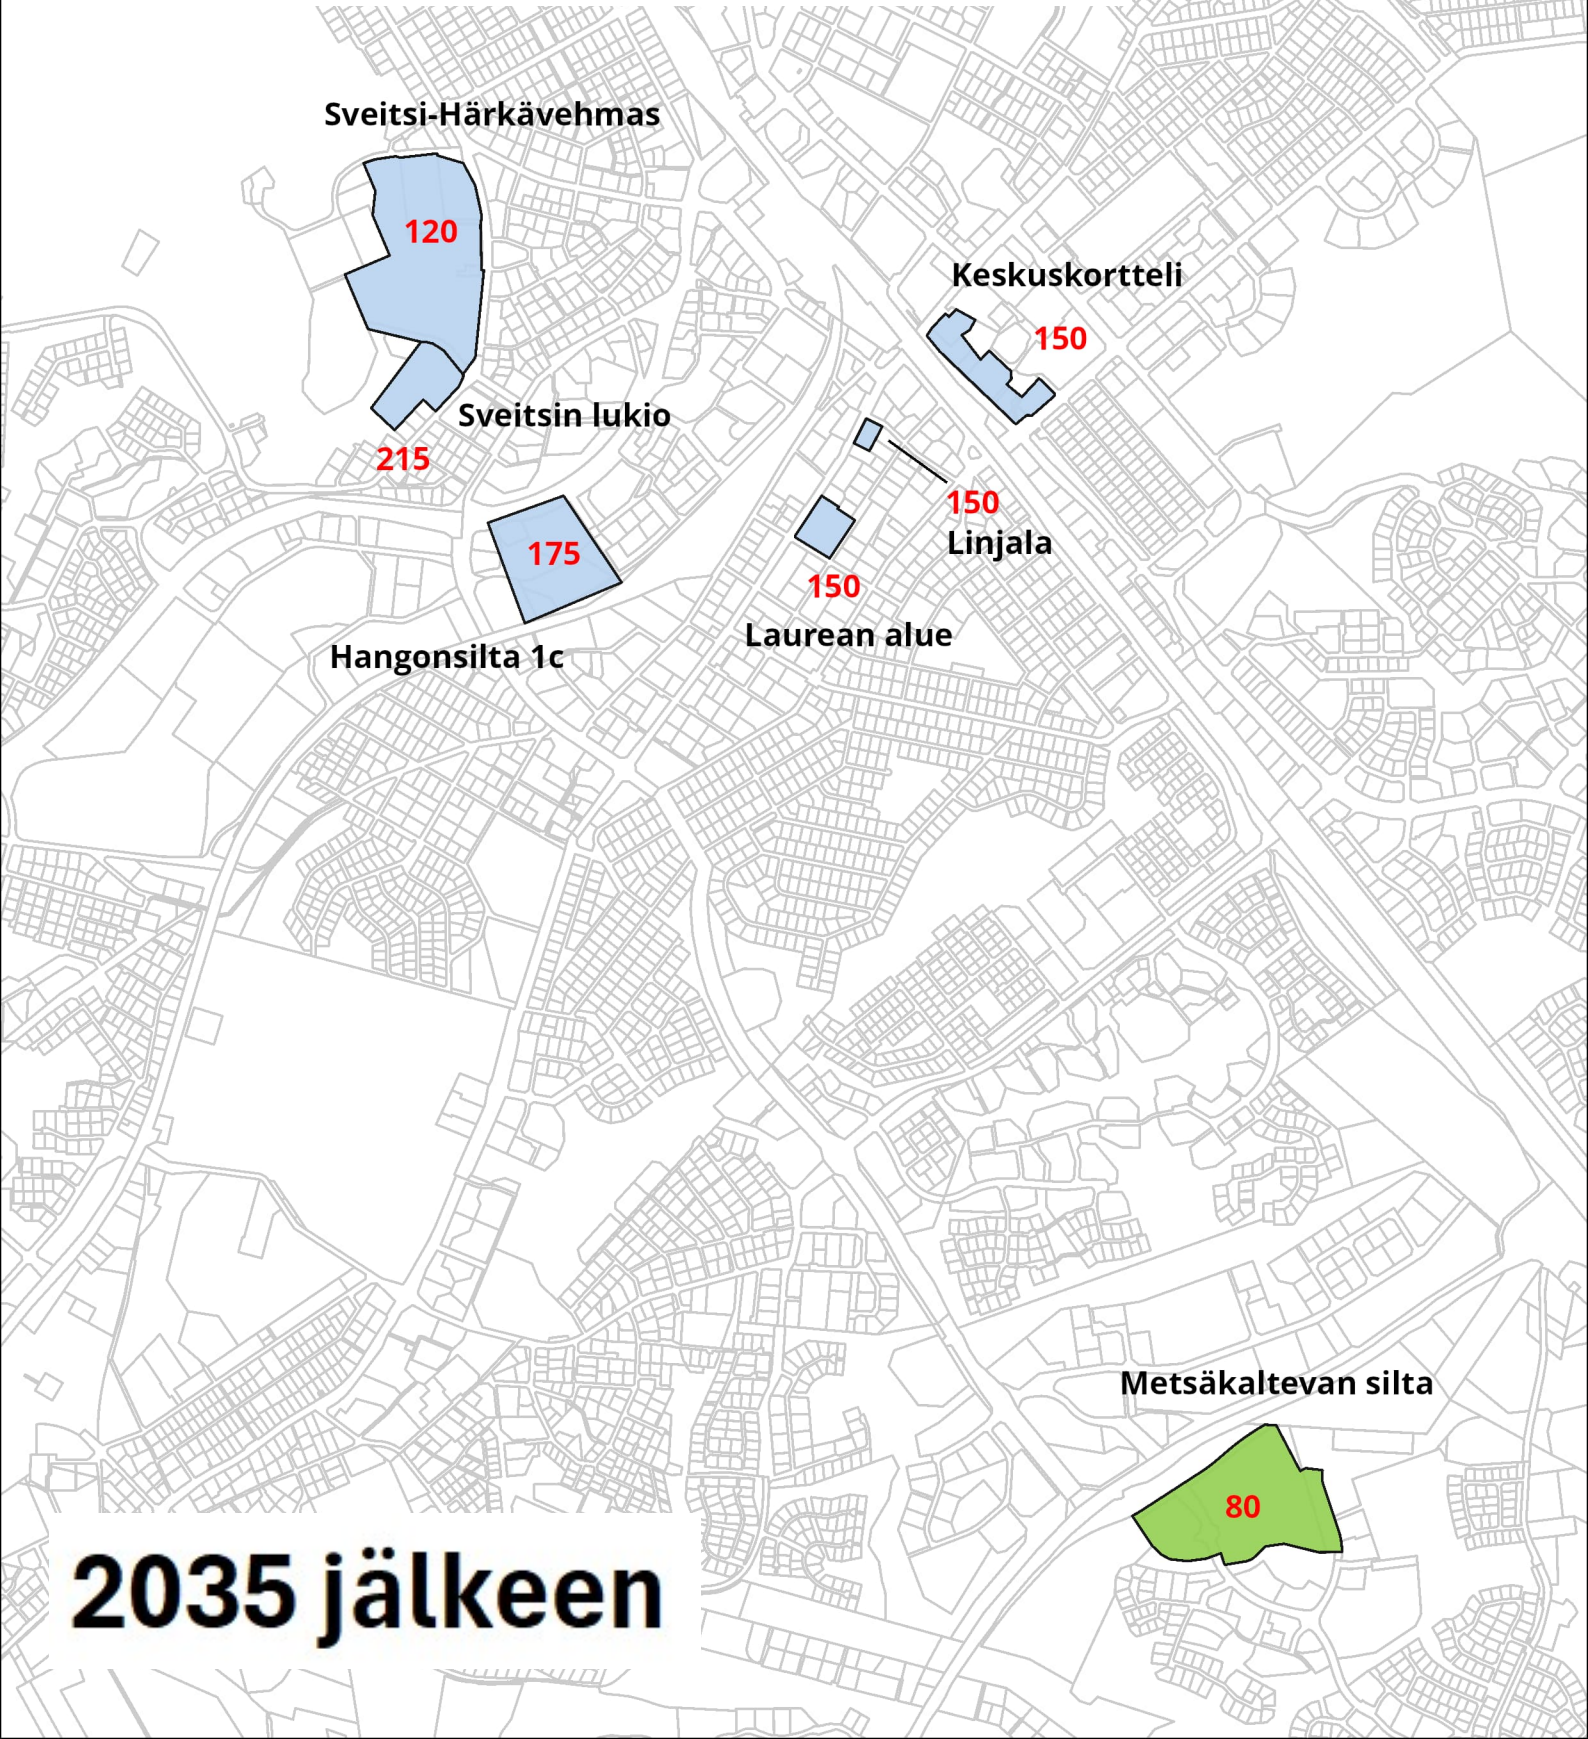 Sveitsi-Härkävehmas
120
Keskuskortteli
150
Sveitsin lukio
215
150
Linjala
175
150
Laurean alue
Hangonsilta 1c
Metsäkaltevan silta
80
2035 jälkeen